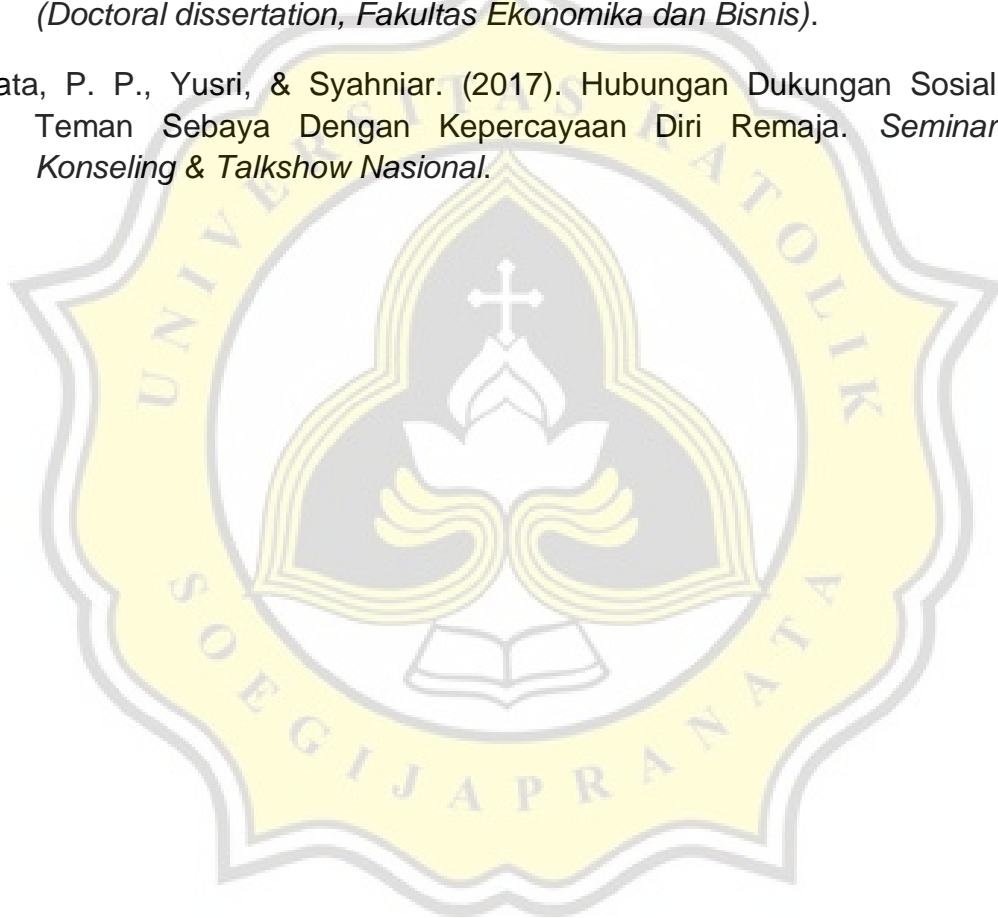 (Doctoral dissertation, Fakultas Ekonomika dan Bisnis).
ata, P. P., Yusri, & Syahniar. (2017). Hubungan Dukungan Sosial
Teman Sebaya Dengan Kepercayaan Diri Remaja. Seminar
Konseling & Talkshow Nasional.
UNIVERSITAS KATOLIK
SOEGIJAPRANATA